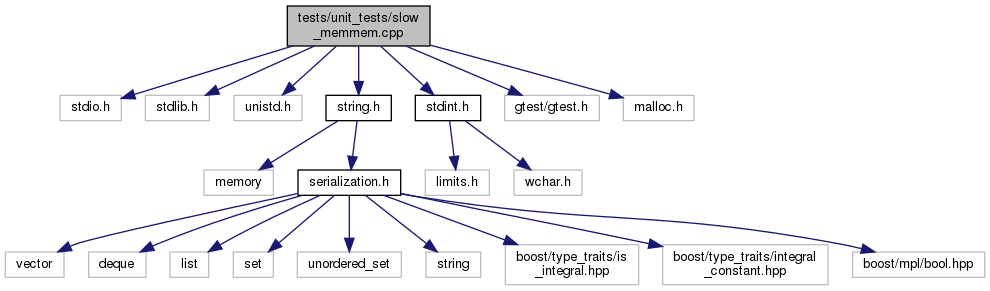 tests/unit_tests/slow
_memmem.cpp
stdio.h
stdlib.h
unistd.h
string.h
stdint.h
gtest/gtest.h
malloc.h
memory
serialization.h
limits.h
wchar.h
vector
deque
list
set
unordered_set
string
boost/type_traits/is
_integral.hpp
boost/type_traits/integral
_constant.hpp
boost/mpl/bool.hpp